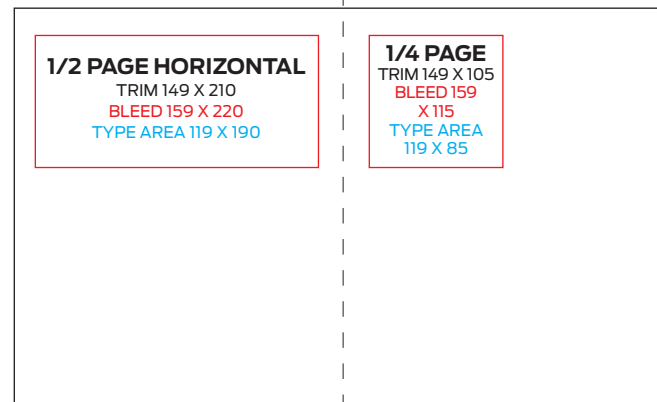 1/2 PAGE HORIZONTAL
TRIM 149 X 210
BLEED 159 X 220
TYPE AREA 119 X 190
1/4 PAGE
TRIM 149 X 105
BLEED 159
X 115
TYPE AREA
119 X 85